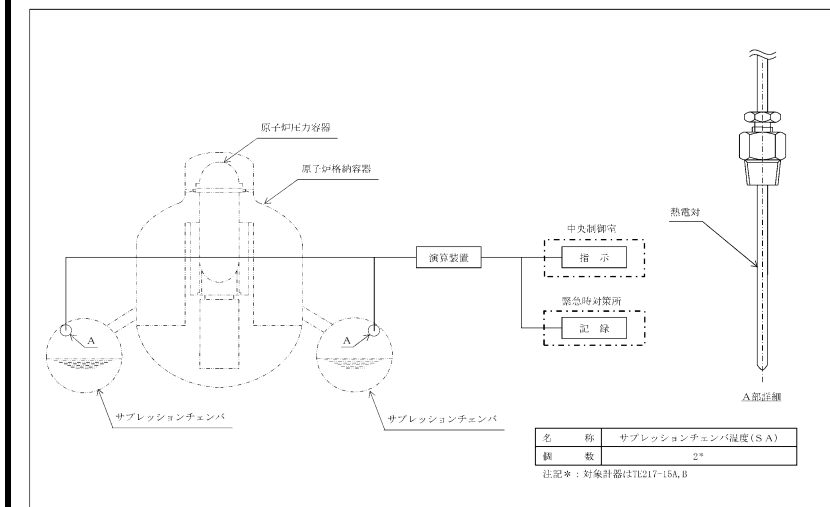 原子炉圧力容器
原子炉格納容器
熱電対
中央制御室
演算装置
指 示
緊急時対策所
記 録
A
A
サプレッションチェンバ
サプレッションチェンバ
A部詳細
名 称 サプレッションチェンバ温度(SA)
個 数 2*
注記*:対象計器はTE217-15A,B